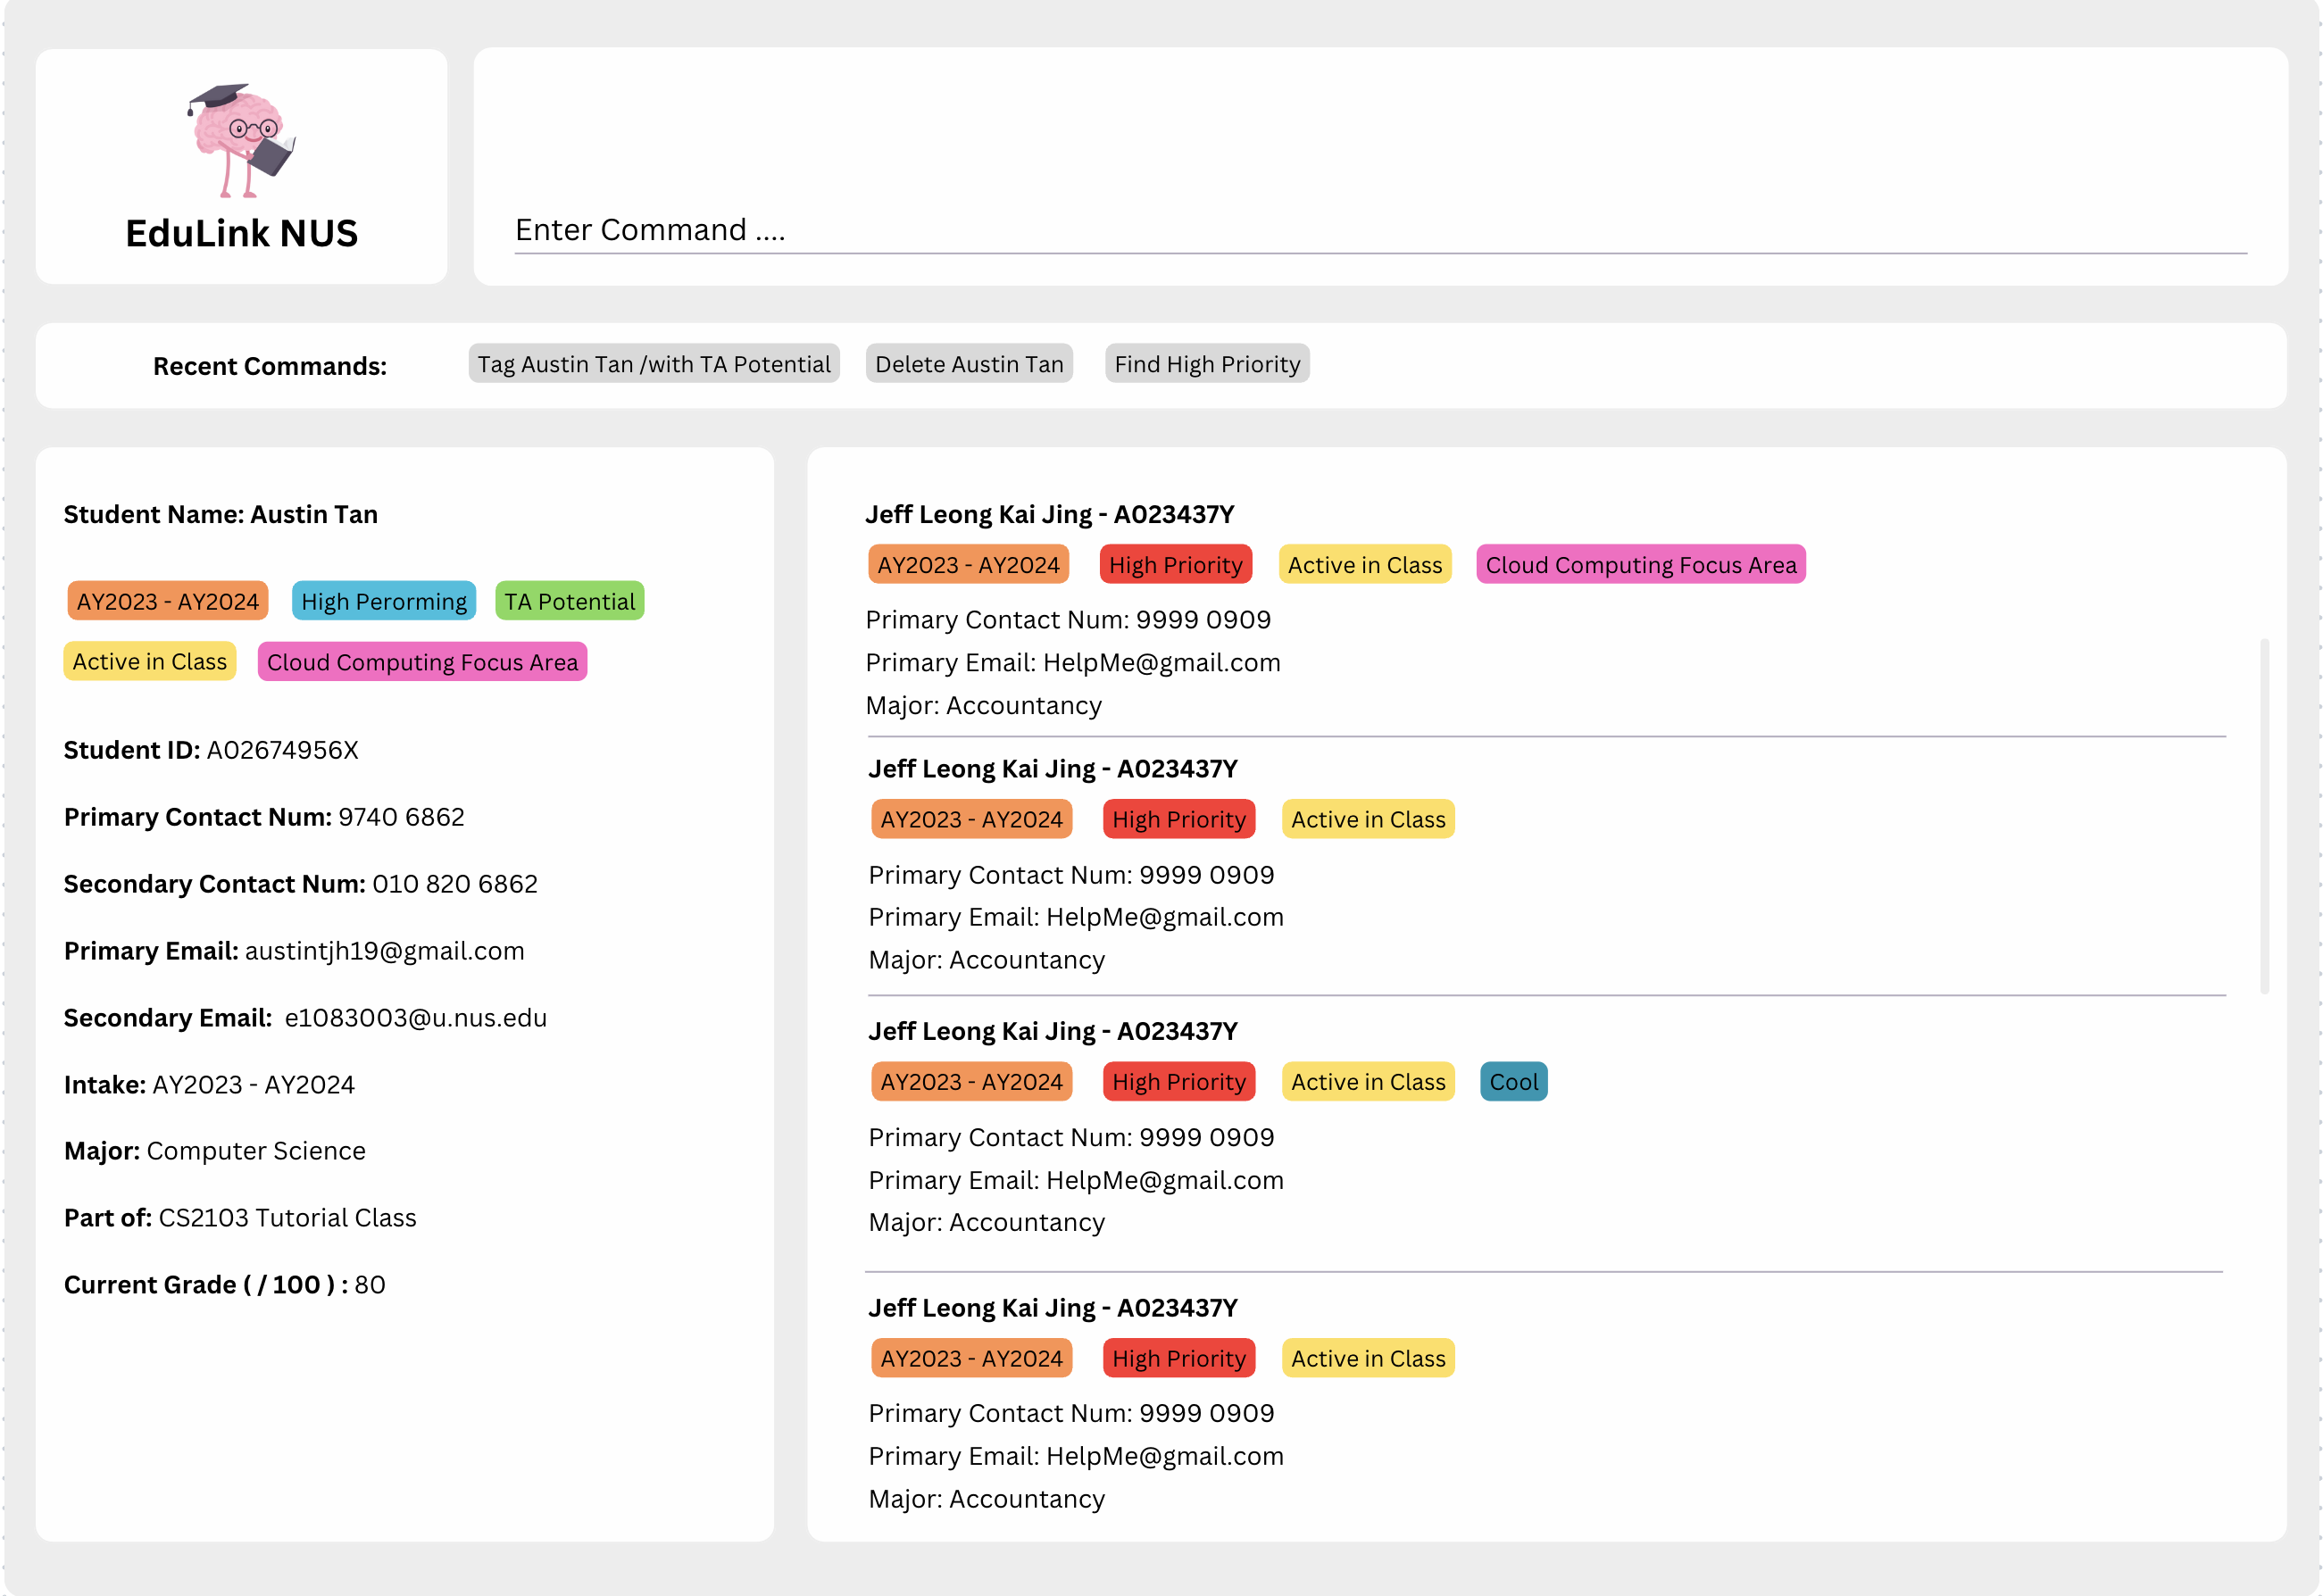 EduLink NUS
Enter Command ....
Recent Commands: Tag Austin Tan /with TA Potential Delete Austin Tan Find High Priority
Student Name: Austin Tan
AY2023 - AY2024 High Perorming TA Potential
Active in Class Cloud Computing Focus Area
Student ID: A02674956X
Primary Contact Num: 9740 6862
Secondary Contact Num: 010 820 6862
Primary Email: austintjh19@gmail.com
Secondary Email: e1083003@u.nus.edu
Intake: AY2023 - AY2024
Major: Computer Science
Part of: CS2103 Tutorial Class
Current Grade ( / 100 ) : 80
Jeff Leong Kai Jing - A023437Y
AY2023 - AY2024 High Priority Active in Class Cloud Computing Focus Area
Primary Contact Num: 9999 0909
Primary Email: HelpMe@gmail.com
Major: Accountancy
Jeff Leong Kai Jing - A023437Y
AY2023 - AY2024 High Priority Active in Class
Primary Contact Num: 9999 0909
Primary Email: HelpMe@gmail.com
Major: Accountancy
Jeff Leong Kai Jing - A023437Y
AY2023 - AY2024 High Priority Active in Class Cool
Primary Contact Num: 9999 0909
Primary Email: HelpMe@gmail.com
Major: Accountancy
Jeff Leong Kai Jing - A023437Y
AY2023 - AY2024 High Priority Active in Class
Primary Contact Num: 9999 0909
Primary Email: HelpMe@gmail.com
Major: Accountancy